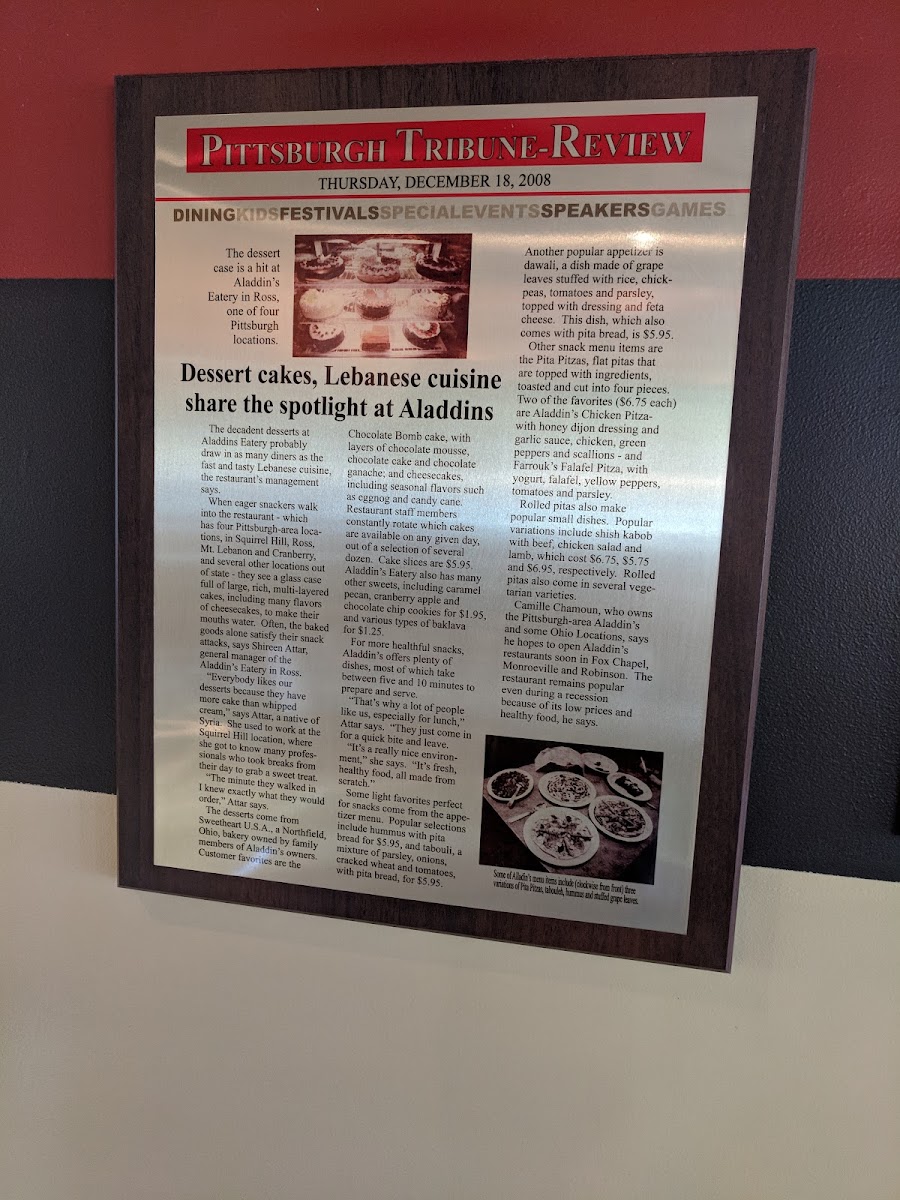 PITTSBURGH TRIBUNE-REVIEW
THURSDAY, DECEMBER 18, 2008
DININGKIDSFESTIVALSSPECIALEVENTSSPEAKERSGAMES
The dessert
case is a hit at
Aladdin's
Eatery in Ross,
one of four
Pittsburgh
locations.
Dessert cakes, Lebanese cuisine
share the spotlight at Aladdins
The decadent desserts at
Aladdins Eatery probably
draw in as many diners as the
fast and tasty Lebanese cuisine,
the restaurant's management
says.
When eager snackers walk
into the restaurant - which
has four Pittsburgh-area loca-
tions, in Squirrel Hill, Ross,
Mt. Lebanon and Cranberry,
and several other locations out
of state - they see a glass case
full of large, rich, multi-layered
cakes, including many flavors
of cheesecakes, to make their
mouths water. Often, the baked
goods alone satisfy their snack
attacks, says Shireen Attar,
general manager of the
Aladdin's Eatery in Ross.
"Everybody likes our
desserts because they have
more cake than whipped
cream," says Attar, a native of
Syria. She used to work at the
Squirrel Hill location, where
she got to know many profes-
sionals who took breaks from
their day to grab a sweet treat.
"The minute they walked in
I knew exactly what they would
order," Attar says.
The desserts come from
Sweetheart U.S.A., a Northfield,
Ohio, bakery owned by family
members of Aladdin's owners.
Customer favorites are the
Chocolate Bomb cake, with
layers of chocolate mousse,
chocolate cake and chocolate
ganache; and cheesecakes,
including seasonal flavors such
as eggnog and candy cane.
Restaurant staff members
constantly rotate which cakes
are available on any given day,
out of a selection of several
dozen. Cake slices are $5.95.
Aladdin's Eatery also has many
other sweets, including caramel
pecan, cranberry apple and
chocolate chip cookies for $1.95,
and various types of baklava
for $1.25.
For more healthful snacks,
Aladdin's offers plenty of
dishes, most of which take
between five and 10 minutes to
prepare and serve.
"That's why a lot of people
like us, especially for lunch,"
Attar says. "They just come in
for a quick bite and leave.
"It's a really nice environ-
ment," she says. "It's fresh,
healthy food, all made from
scratch."
Some light favorites perfect
for snacks come from the appe-
tizer menu. Popular selections
include hummus with pita
bread for $5.95, and tabouli, a
mixture of parsley, onions,
cracked wheat and tomatoes,
with pita bread, for $5.95.
Another popular appetizer is
dawali, a dish made of grape
leaves stuffed with rice, chick-
peas, tomatoes and parsley,
topped with dressing and feta
cheese. This dish, which also
comes with pita bread, is $5.95.
Other snack menu items are
the Pita Pitzas, flat pitas that
are topped with ingredients,
toasted and cut into four pieces.
Two of the favorites ($6.75 each)
are Aladdin's Chicken Pitza-
with honey dijon dressing and
garlic sauce, chicken, green
peppers and scallions - and
Farrouk's Falafel Pitza, with
yogurt, falafel, yellow peppers,
tomatoes and parsley.
Rolled pitas also make
popular small dishes. Popular
variations include shish kabob
with beef, chicken salad and
lamb, which cost $6.75, $5.75
and $6.95, respectively. Rolled
pitas also come in several vege-
tarian varieties.
Camille Chamoun, who owns
the Pittsburgh-area Aladdin's
and some Ohio Locations, says
he hopes to open Aladdin's
restaurants soon in Fox Chapel,
Monroeville and Robinson. The
restaurant remains popular
even during a recession
because of its low prices and
healthy food, he says.
Some of Alladin's menu items include (clockwise from front) three
variations of Pita Pitzas, tabouleh, hummus and stuffed grape leaves.